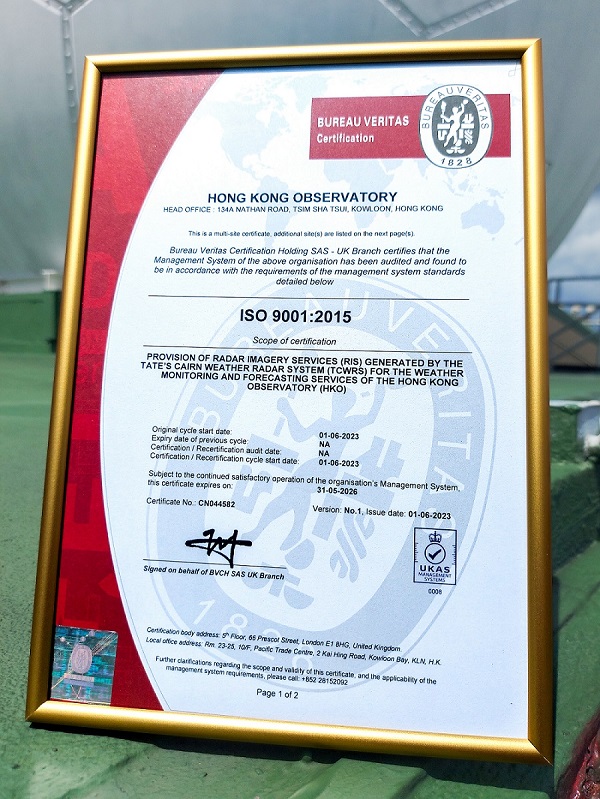 BUREAU VERITAS
Certification
BUREAU VERITAS
1828
HONG KONG OBSERVATORY
HEAD OFFICE : 134A NATHAN ROAD, TSIM SHA TSUI, KOWLOON, HONG KONG
This is a multi-site certificate, additional site(s) are listed on the next page(s).
Bureau Veritas Certification Holding SAS - UK Branch certifies that the
Management System of the above organisation has been audited and found to
be in accordance with the requirements of the management system standards
detailed below
ISO 9001:2015
Scope of certification
PROVISION OF RADAR IMAGERY SERVICES (RIS) GENERATED BY THE
TATE'S CAIRN WEATHER RADAR SYSTEM (TCWRS) FOR THE WEATHER
MONITORING AND FORECASTING SERVICES OF THE HONG KONG
OBSERVATORY (HKO)
Original cycle start date: 01-06-2023
Expiry date of previous cycle: NA
Certification / Recertification audit date: NA
Certification / Recertification cycle start date: 01-06-2023
Subject to the continued satisfactory operation of the organisation's Management System,
this certificate expires on: 31-05-2026
Certificate No.: CN044582 Version: No.1, Issue date: 01-06-2023
Signed on behalf of BVCH SAS UK Branch
UKAS
MANAGEMENT
SYSTEMS
0008
BUREAU VERITAS
1828
Certification body address: 5th Floor, 66 Prescot Street, London E1 8HG, United Kingdom.
Local office address: Rm. 23-25, 10/F, Pacific Trade Centre, 2 Kai Hing Road, Kowloon Bay, KLN, H.K.
Further clarifications regarding the scope and validity of this certificate, and the applicability of the
management system requirements, please call: +852 28152092
Page 1 of 2